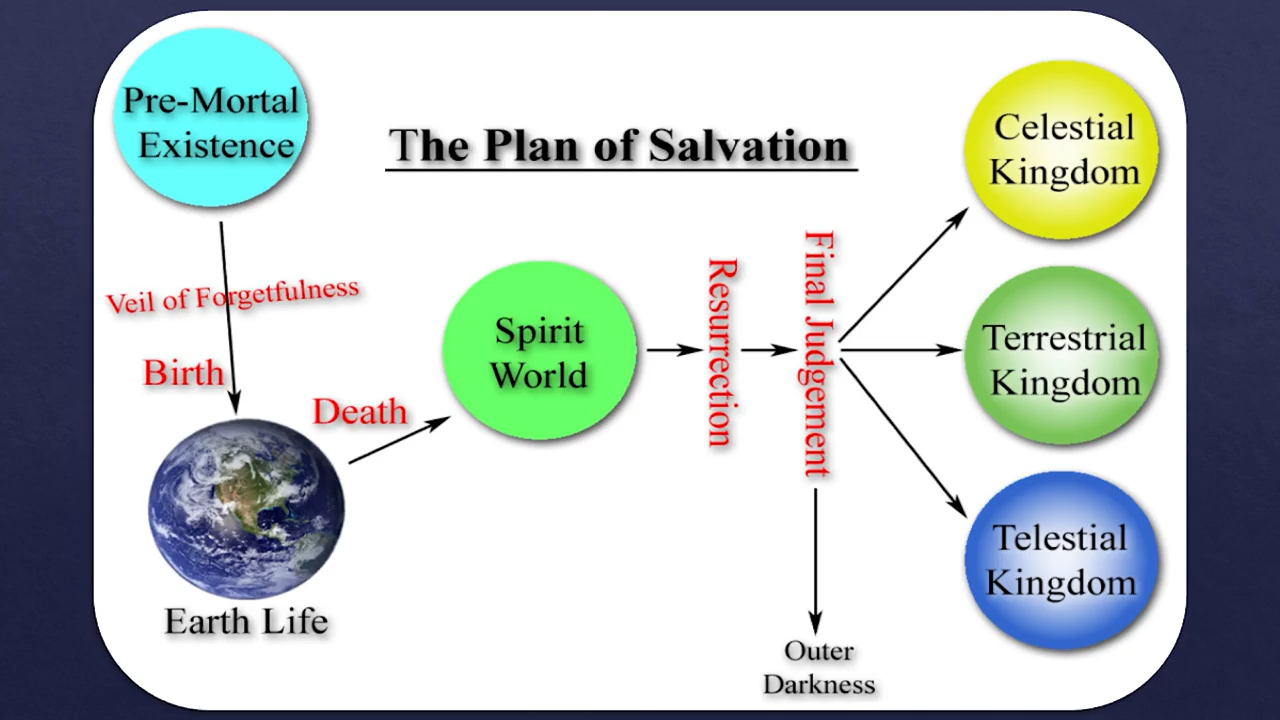 Pre-Mortal
Existence
The Plan of Salvation
Celestial
Kingdom
Veil of Forgetfulness
Birth
Death
Spirit
World
Resurrection
Final Judgement
Terrestrial
Kingdom
Telestial
Kingdom
Earth Life
Outer
Darkness